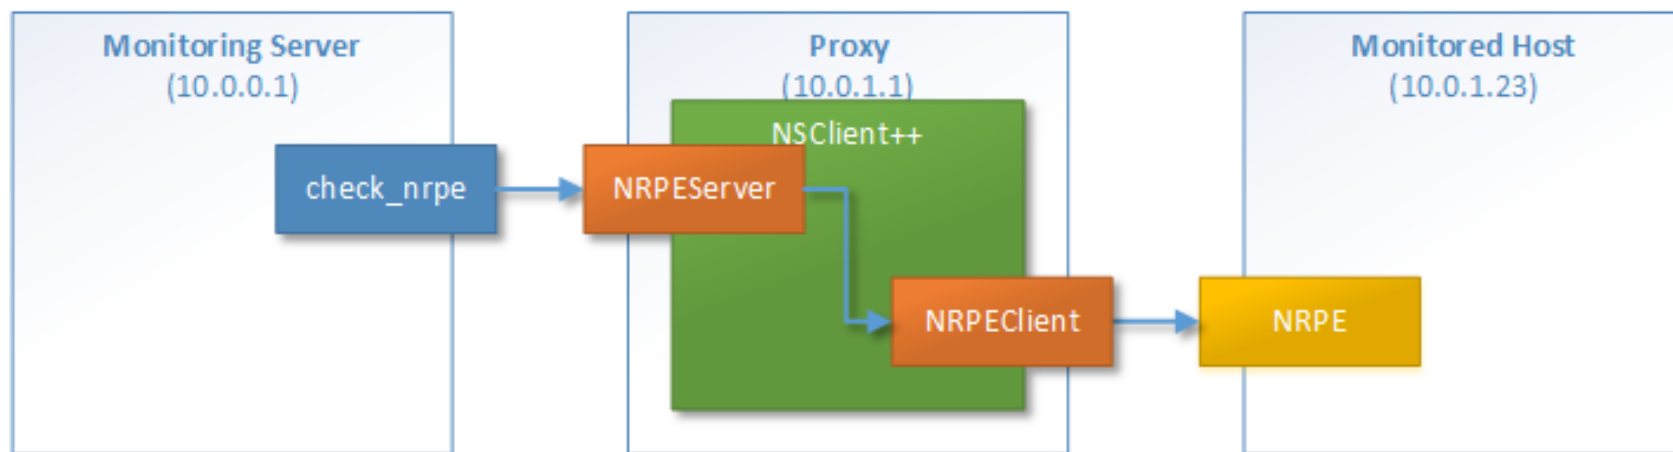 Monitoring Server
(10.0.0.1)
Proxy
(10.0.1.1)
Monitored Host
(10.0.1.23)
NSClient++
check_nrpe
NRPEServer
NRPEClient
NRPE